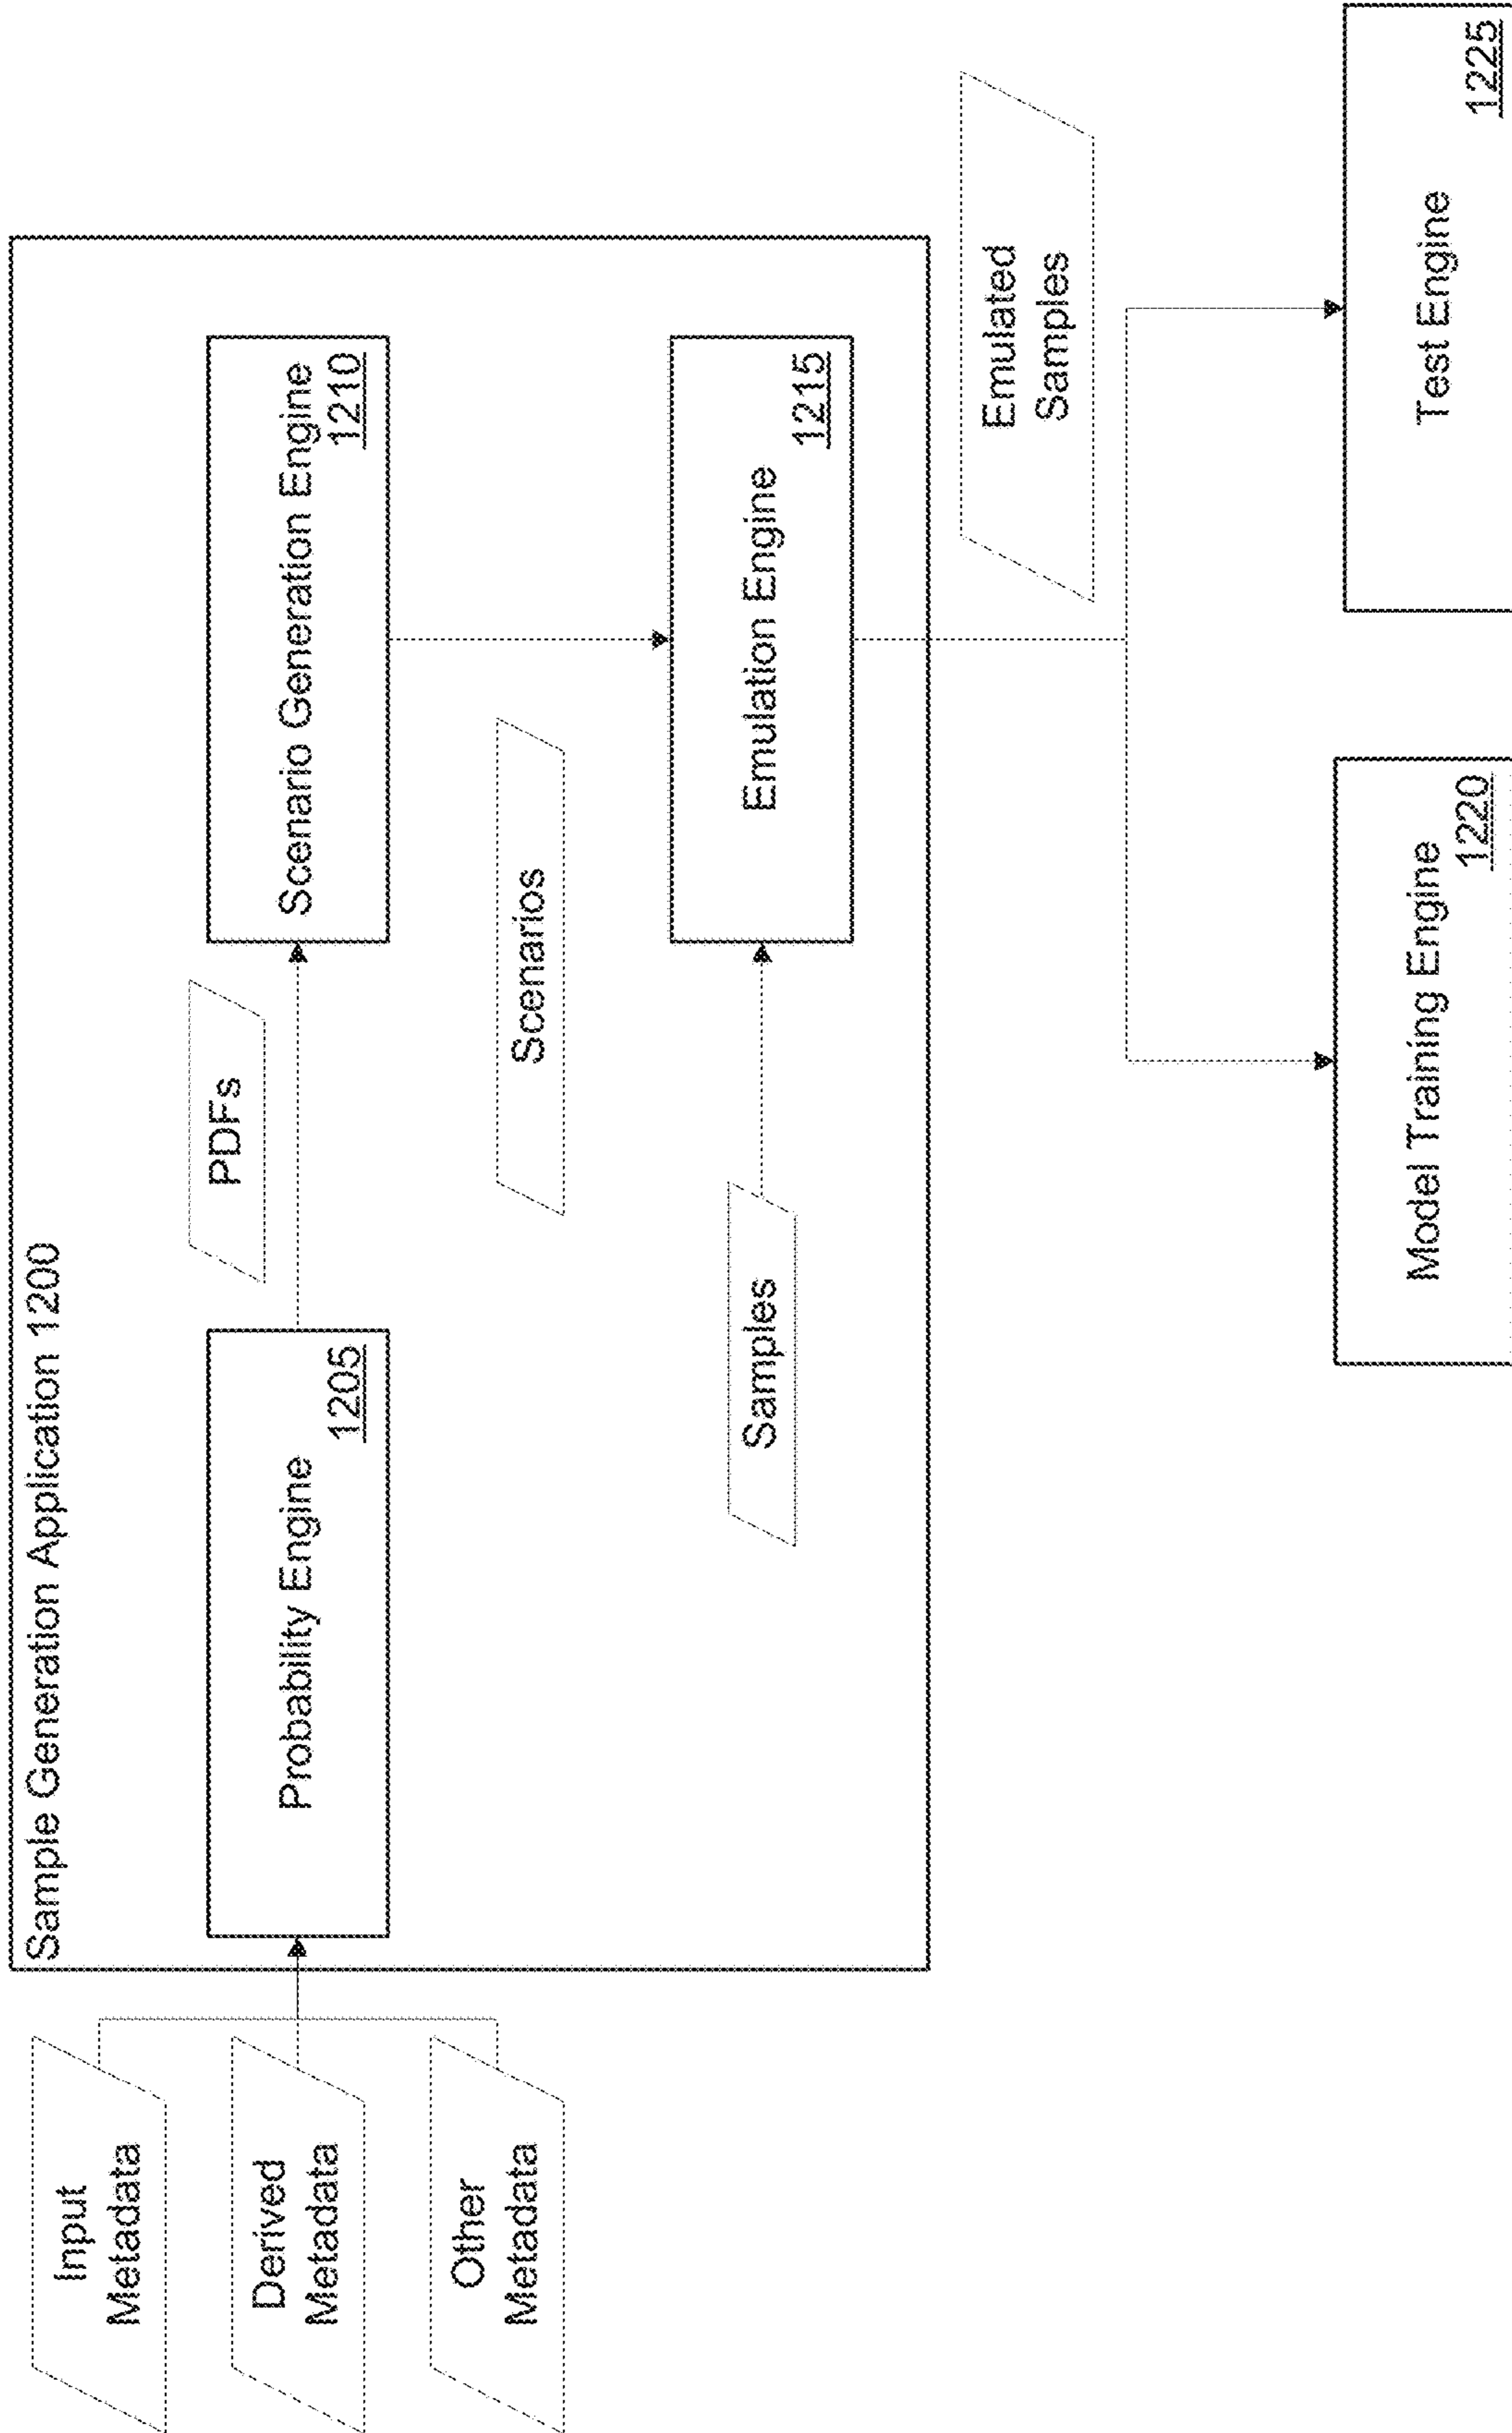 Sample Generation Application 1200
Input
Metadata
Derived
Metadata
Other
Metadata
Probability Engine
1205
PDFs
Scenario Generation Engine
1210
Scenarios
Samples
Emulation Engine
1215
Emulated
Samples
Model Training Engine
1220
Test Engine
1225